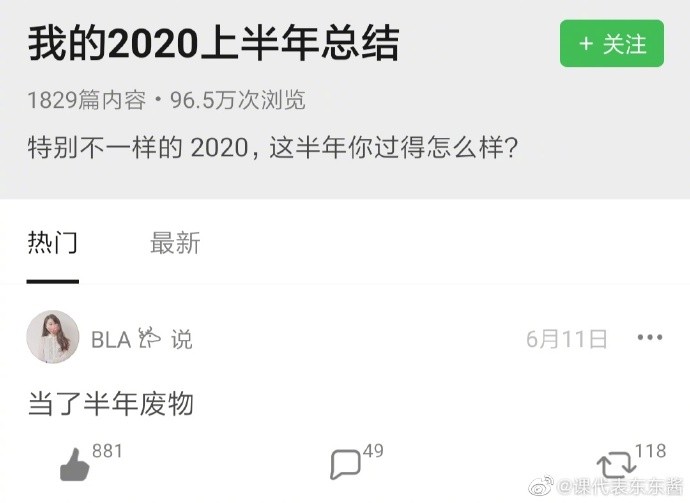 我的2020上半年总结
+ 关注
1829篇内容・96.5万次浏览
特别不一样的 2020，这半年你过得怎么样？
热门
最新
BLA 说
6月11日
当了半年废物
881
49
118
@课代表东东酱